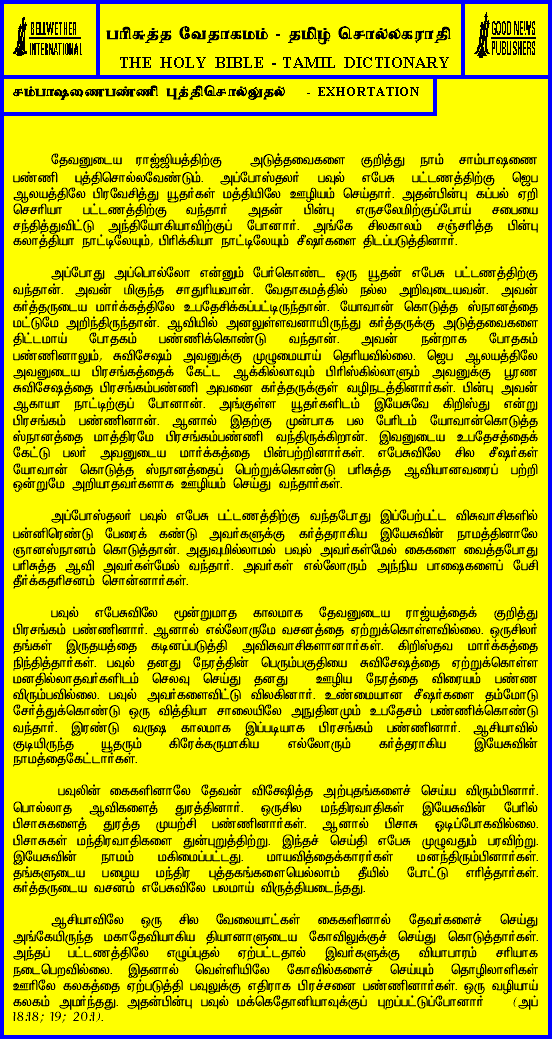 BELLWETHER
INTERNATIONAL
பரிசுத்த வேதாகமம் - தமிழ் சொல்லகராதி
THE HOLY BIBLE - TAMIL DICTIONARY
GOOD NEWS
PUBLISHERS
சம்பாஷணைபண்ணி புத்திசொல்லுதல் - EXHORTATION
தேவனுடைய ராஜ்ஜியத்திற்கு அடுத்தவைகளை குறித்து நாம் சாம்பாஷணை
பண்ணி புத்திசொல்லவேண்டும். அப்போஸ்தலர் பவுல் எபேசு பட்டணத்திற்கு ஜெப
ஆலயத்திலே பிரவேசித்து யூதர்கள் மத்தியிலே ஊழியம் செய்தார். அதன்பின்பு கப்பல் ஏறி
செசரியா பட்டணத்திற்கு வந்தார் அதன் பின்பு எருசலேமிற்குப்போய் சபையை
சந்தித்துவிட்டு அந்தியோகியாவிற்குப் போனார். அங்கே சிலகாலம் சஞ்சரித்த பின்பு
கலாத்தியா நாட்டிலேயும், பிரிக்கியா நாட்டிலேயும் சீஷர்களை திடப்படுத்தினார்.
அப்போது அப்பொல்லோ என்னும் பேர்கொண்ட ஒரு யூதன் எபேசு பட்டணத்திற்கு
வந்தான். அவன் மிகுந்த சாதுரியவான். வேதாகமத்தில் நல்ல அறிவுடையவன். அவன்
கர்த்தருடைய மார்க்கத்திலே உபதேசிக்கப்பட்டிருந்தான். யோவான் கொடுத்த ஸ்நானத்தை
மட்டுமே அறிந்திருந்தான். ஆவியில் அனலுள்ளவனாயிருந்து கர்த்தருக்கு அடுத்தவைகளை
திட்டமாய் போதகம் பண்ணிக்கொண்டு வந்தான். அவன் நன்றாக போதகம்
பண்ணினாலும், சுவிசேஷம் அவனுக்கு முழுமையாய் தெரியவில்லை. ஜெப ஆலயத்திலே
அவனுடைய பிரசங்கத்தைக் கேட்ட ஆக்கில்லாவும் பிரிஸ்கில்லாளும் அவனுக்கு பூரண
சுவிசேஷத்தை பிரசங்கம்பண்ணி அவனை கர்த்தருக்குள் வழிநடத்தினார்கள். பின்பு அவன்
ஆகாயா நாட்டிற்குப் போனான். அங்குள்ள யூதர்களிடம் இயேசுவே கிறிஸ்து என்று
பிரசங்கம் பண்ணினான். ஆனால் இதற்கு முன்பாக பல பேரிடம் யோவான்கொடுத்த
ஸ்நானத்தை மாத்திரமே பிரசங்கம்பண்ணி வந்திருக்கிறான். இவனுடைய உபதேசத்தைக்
கேட்டு பலர் அவனுடைய மார்க்கத்தை பின்பற்றினார்கள். எபேசுவிலே சில சீஷர்கள்
யோவான் கொடுத்த ஸ்நானத்தைப் பெற்றுக்கொண்டு பரிசுத்த ஆவியானவரைப் பற்றி
ஒன்றுமே அறியாதவர்களாக ஊழியம் செய்து வந்தார்கள்.
அப்போஸ்தலர் பவுல் எபேசு பட்டணத்திற்கு வந்தபோது இப்பேற்பட்ட விசுவாசிகளில்
பன்னிரெண்டு பேரைக் கண்டு அவர்களுக்கு கர்த்தராகிய இயேசுவின் நாமத்தினாலே
ஞானஸ்நானம் கொடுத்தான். அதுவுமில்லாமல் பவுல் அவர்கள்மேல் கைகளை வைத்தபோது
பரிசுத்த ஆவி அவர்கள்மேல் வந்தார். அவர்கள் எல்லோரும் அந்நிய பாஷைகளைப் பேசி
தீர்க்கதரிசனம் சொன்னார்கள்.
பவுல் எபேசுவிலே மூன்றுமாத காலமாக தேவனுடைய ராஜ்யத்தைக் குறித்து
பிரசங்கம் பண்ணினார். ஆனால் எல்லோருமே வசனத்தை ஏற்றுக்கொள்ளவில்லை. ஒருசிலர்
தங்கள் இருதயத்தை கடினப்படுத்தி அவிசுவாசிகளானார்கள். கிறிஸ்தவ மார்க்கத்தை
நிந்தித்தார்கள். பவுல் தனது நேரத்தின் பெரும்பகுதியை சுவிசேஷத்தை ஏற்றுக்கொள்ள
மனதில்லாதவர்களிடம் செலவு செய்து தனது ஊழிய நேரத்தை விரையம் பண்ண
விரும்பவில்லை. பவுல் அவர்களைவிட்டு விலகினார். உண்மையான சீஷர்களை தம்மோடு
சேர்த்துக்கொண்டு ஒரு வித்தியா சாலையிலே அநுதினமும் உபதேசம் பண்ணிக்கொண்டு
வந்தார். இரண்டு வருஷ காலமாக இப்படியாக பிரசங்கம் பண்ணினார். ஆசியாவில்
குடியிருந்த யூதரும் கிரேக்கருமாகிய எல்லோரும் கர்த்தராகிய இயேசுவின்
நாமத்தைகேட்டார்கள்.
பவுலின் கைகளினாலே தேவன் விசேஷித்த அற்புதங்களைச் செய்ய விரும்பினார்.
பொல்லாத ஆவிகளைத் துரத்தினார். ஒருசில மந்திரவாதிகள் இயேசுவின் பேரில்
பிசாசுகளைத் துரத்த முயற்சி பண்ணினார்கள். ஆனால் பிசாசு ஓடிப்போகவில்லை.
பிசாசுகள் மந்திரவாதிகளை துன்புறுத்திற்று. இந்தச் செய்தி எபேசு முழுவதும் பரவிற்று.
இயேசுவின் நாமம் மகிமைப்பட்டது. மாயவித்தைக்காரர்கள் மனந்திரும்பினார்கள்.
தங்களுடைய பழைய மந்திர புத்தகங்களையெல்லாம் தீயில் போட்டு எரித்தார்கள்.
கர்த்தருடைய வசனம் எபேசுவிலே பலமாய் விருத்தியடைந்தது.
ஆசியாவிலே ஒரு சில வேலையாட்கள் கைகளினால் தேவர்களைச் செய்து
அங்கேயிருந்த மகாதேவியாகிய தியானாளுடைய கோவிலுக்குச் செய்து கொடுத்தார்கள்.
அந்தப் பட்டணத்திலே எழுப்புதல் ஏற்பட்டதால் இவர்களுக்கு வியாபாரம் சரியாக
நடைபெறவில்லை. இதனால் வெள்ளியிலே கோவில்களைச் செய்யும் தொழிலாளிகள்
ஊரிலே கலகத்தை ஏற்படுத்தி பவுலுக்கு எதிராக பிரச்சனை பண்ணினார்கள். ஒரு வழியாய்
கலகம் அமர்ந்தது. அதன்பின்பு பவுல் மக்கெதோனியாவுக்குப் புறப்பட்டுப்போனார் (அப்
18:18; 19; 20:1).